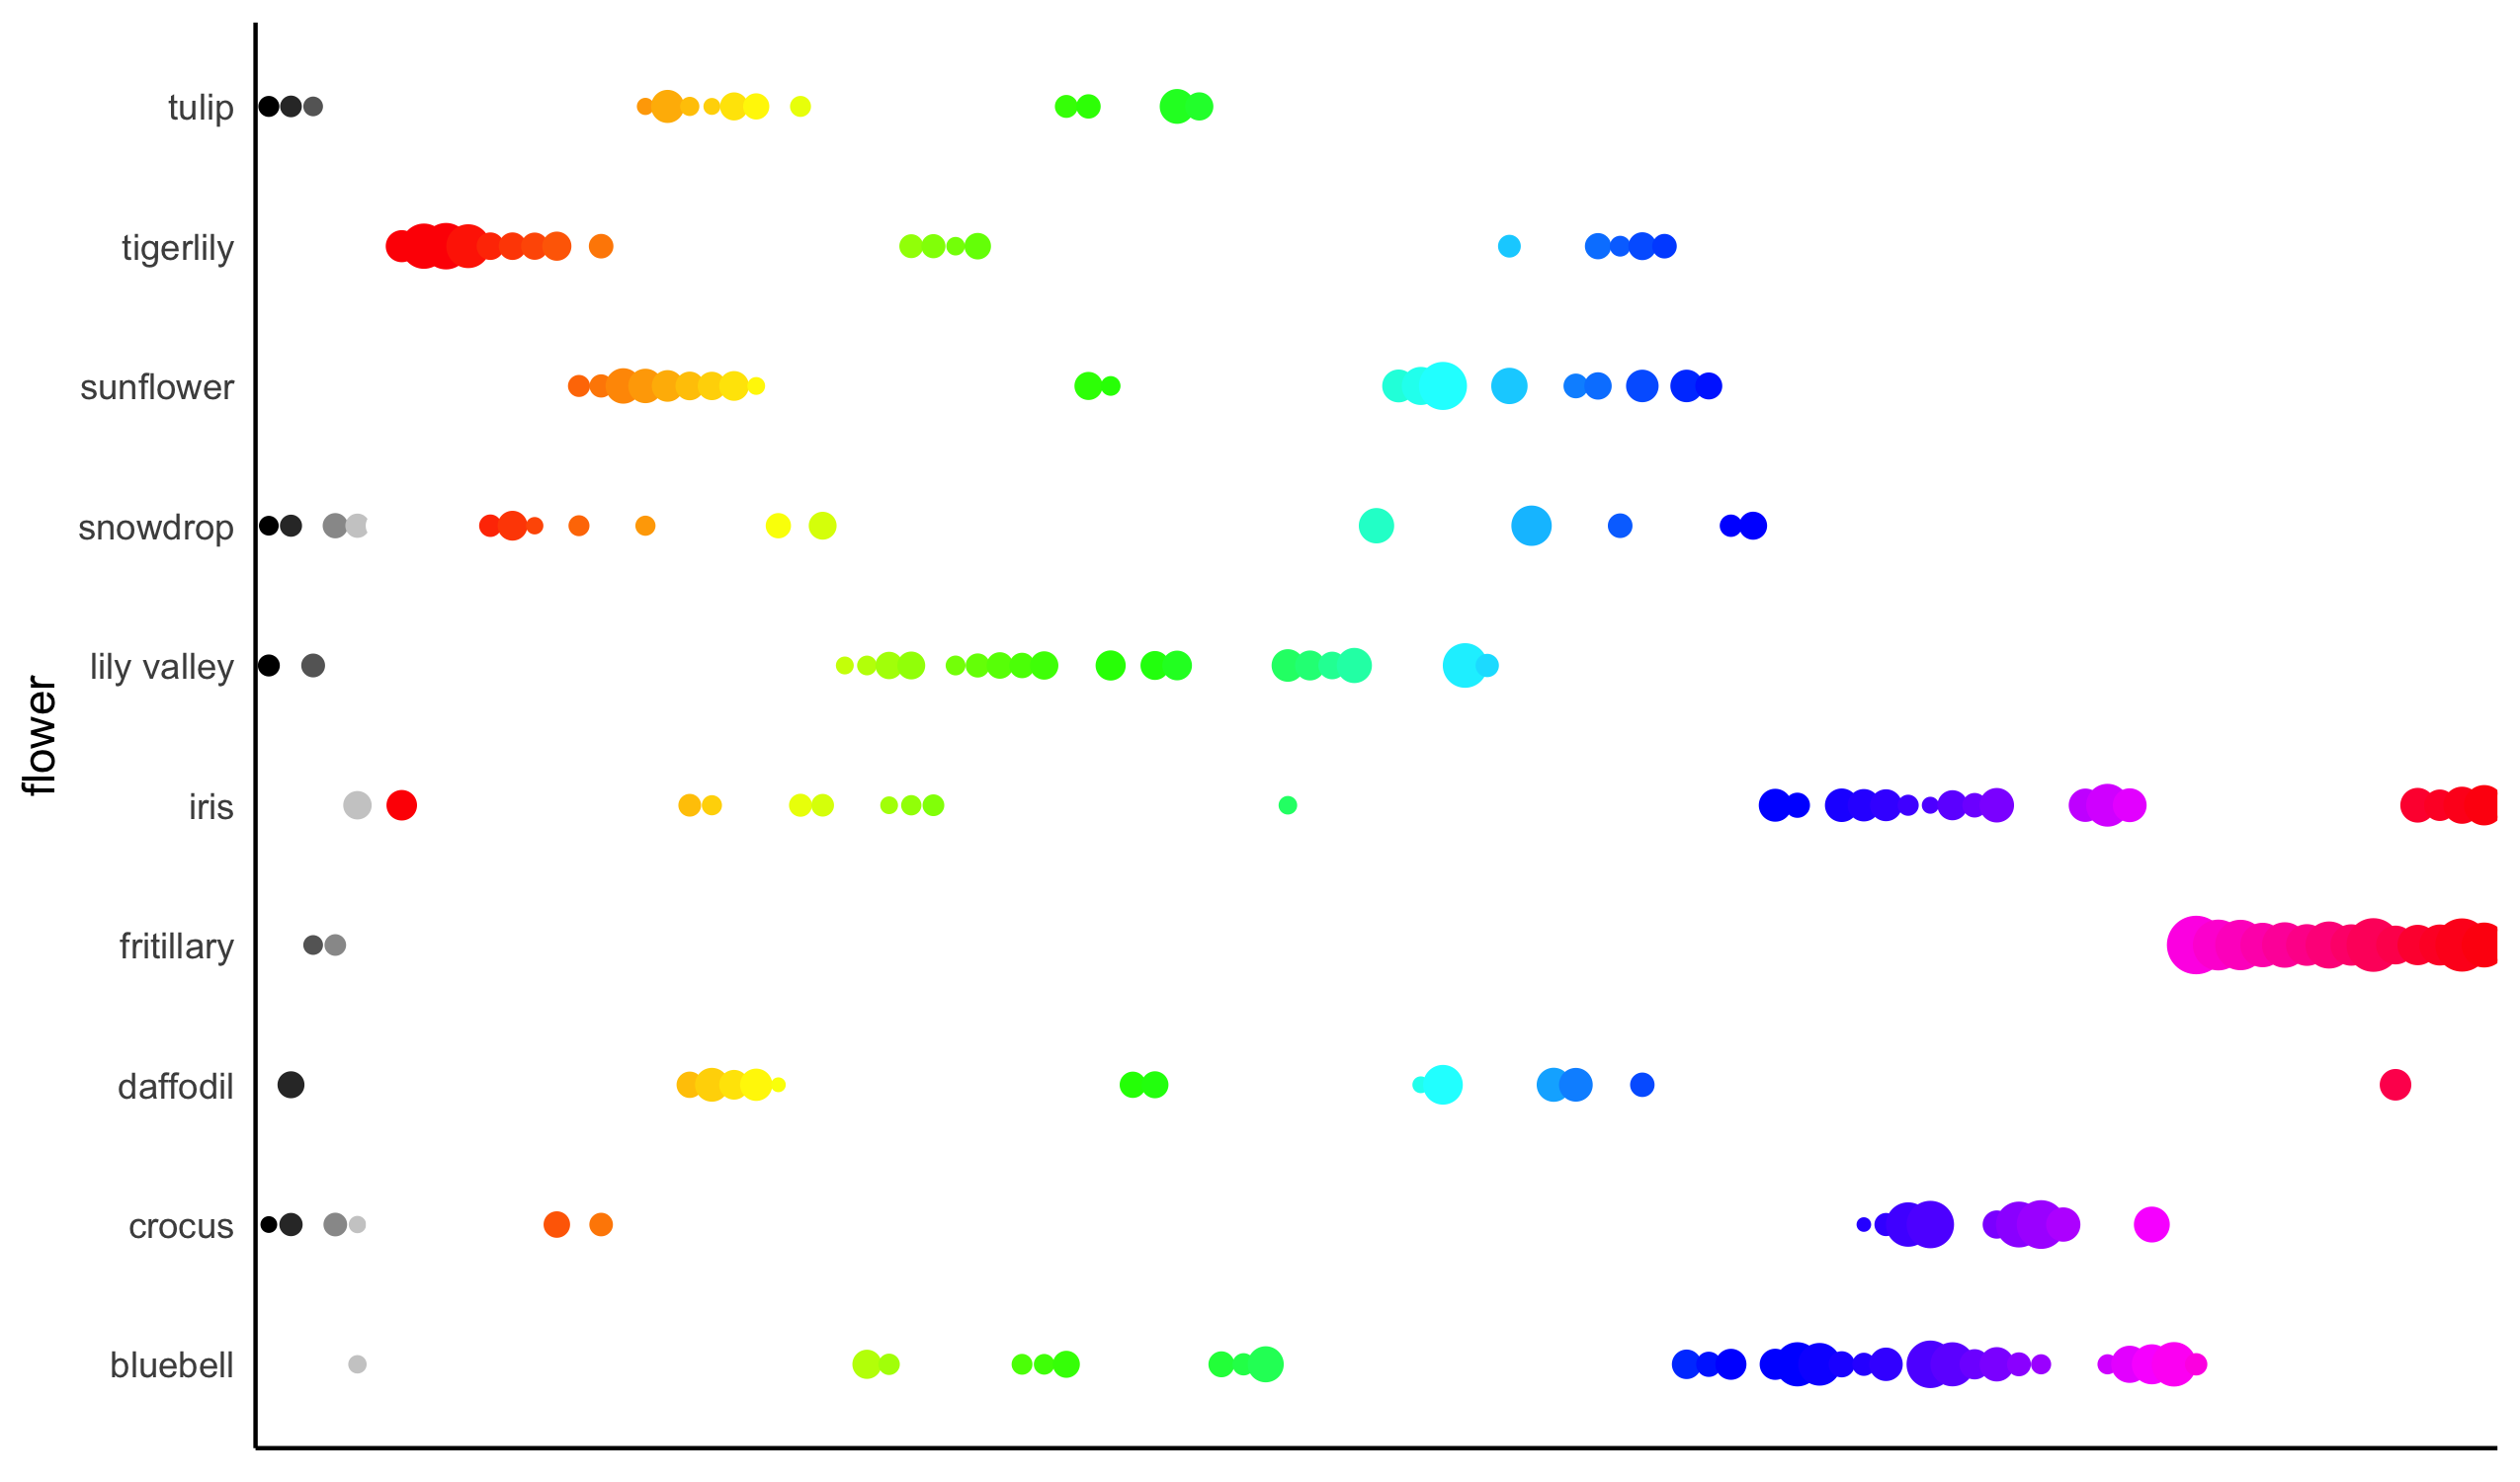 tulip
tigerlily
sunflower
snowdrop
lily valley
iris
fritillary
daffodil
crocus
bluebell
flower